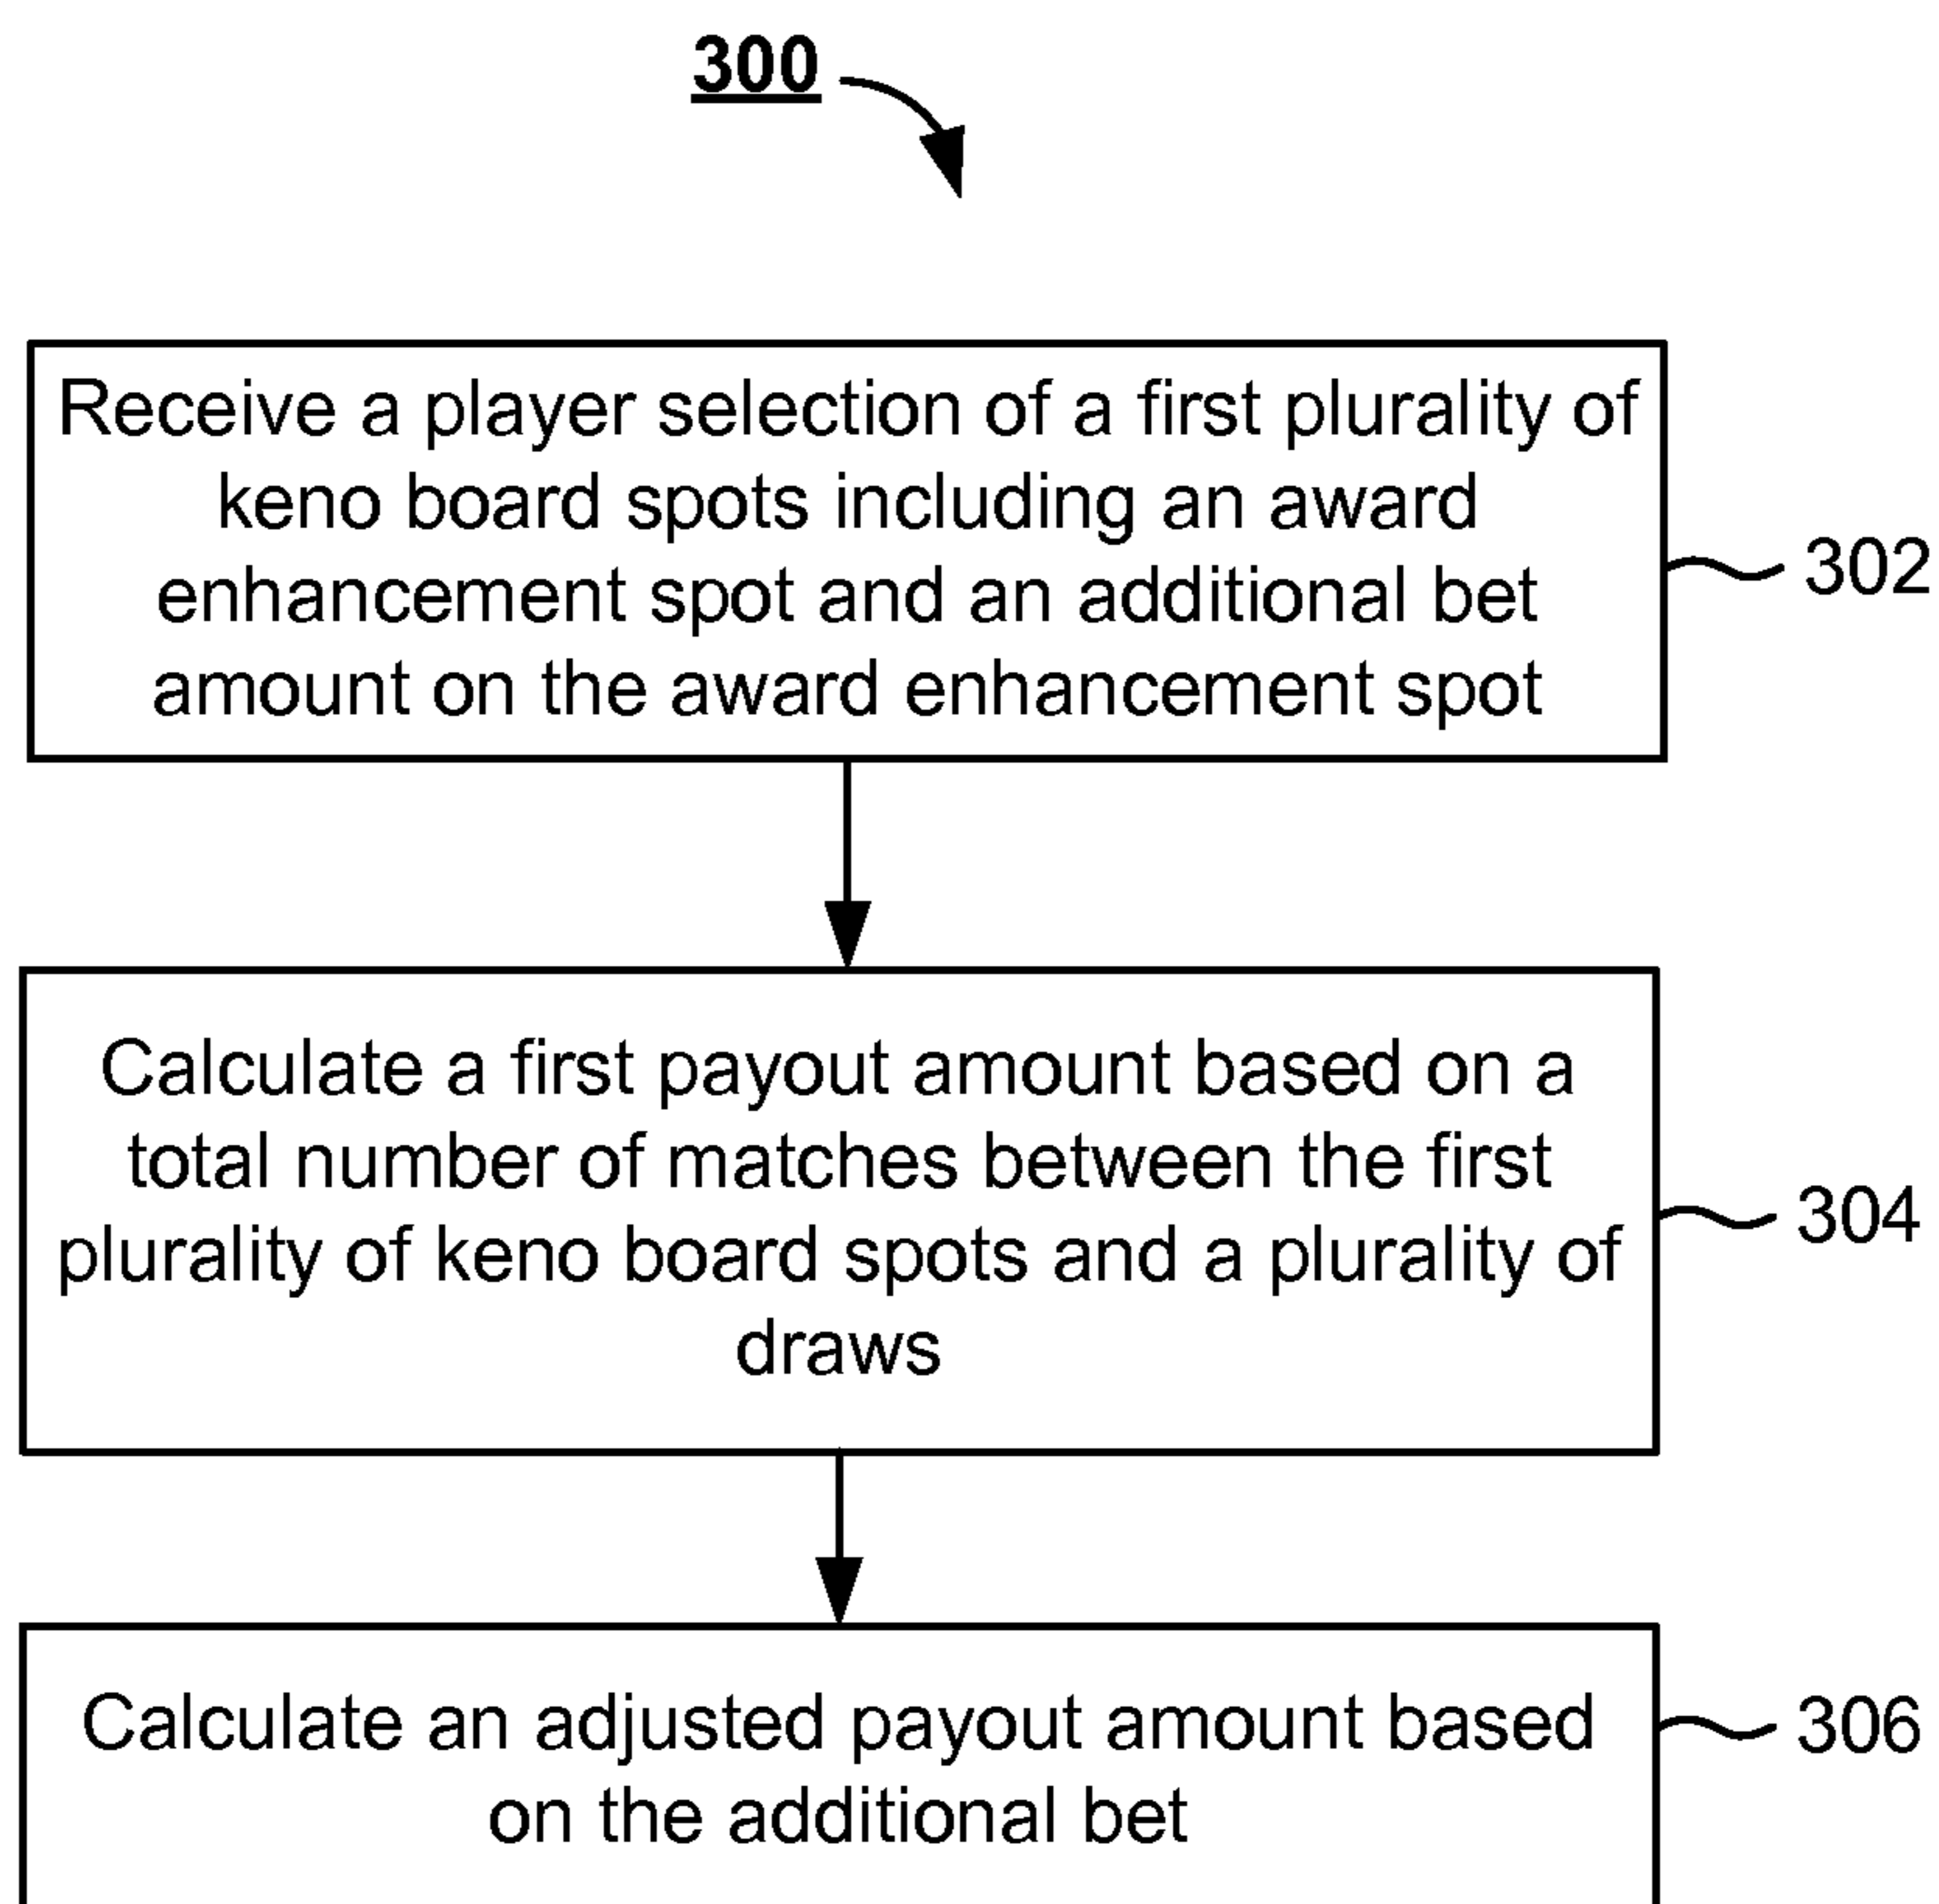 300
Receive a player selection of a first plurality of
keno board spots including an award
enhancement spot and an additional bet
amount on the award enhancement spot
302
Calculate a first payout amount based on a
total number of matches between the first
plurality of keno board spots and a plurality of
draws
304
Calculate an adjusted payout amount based
on the additional bet
306